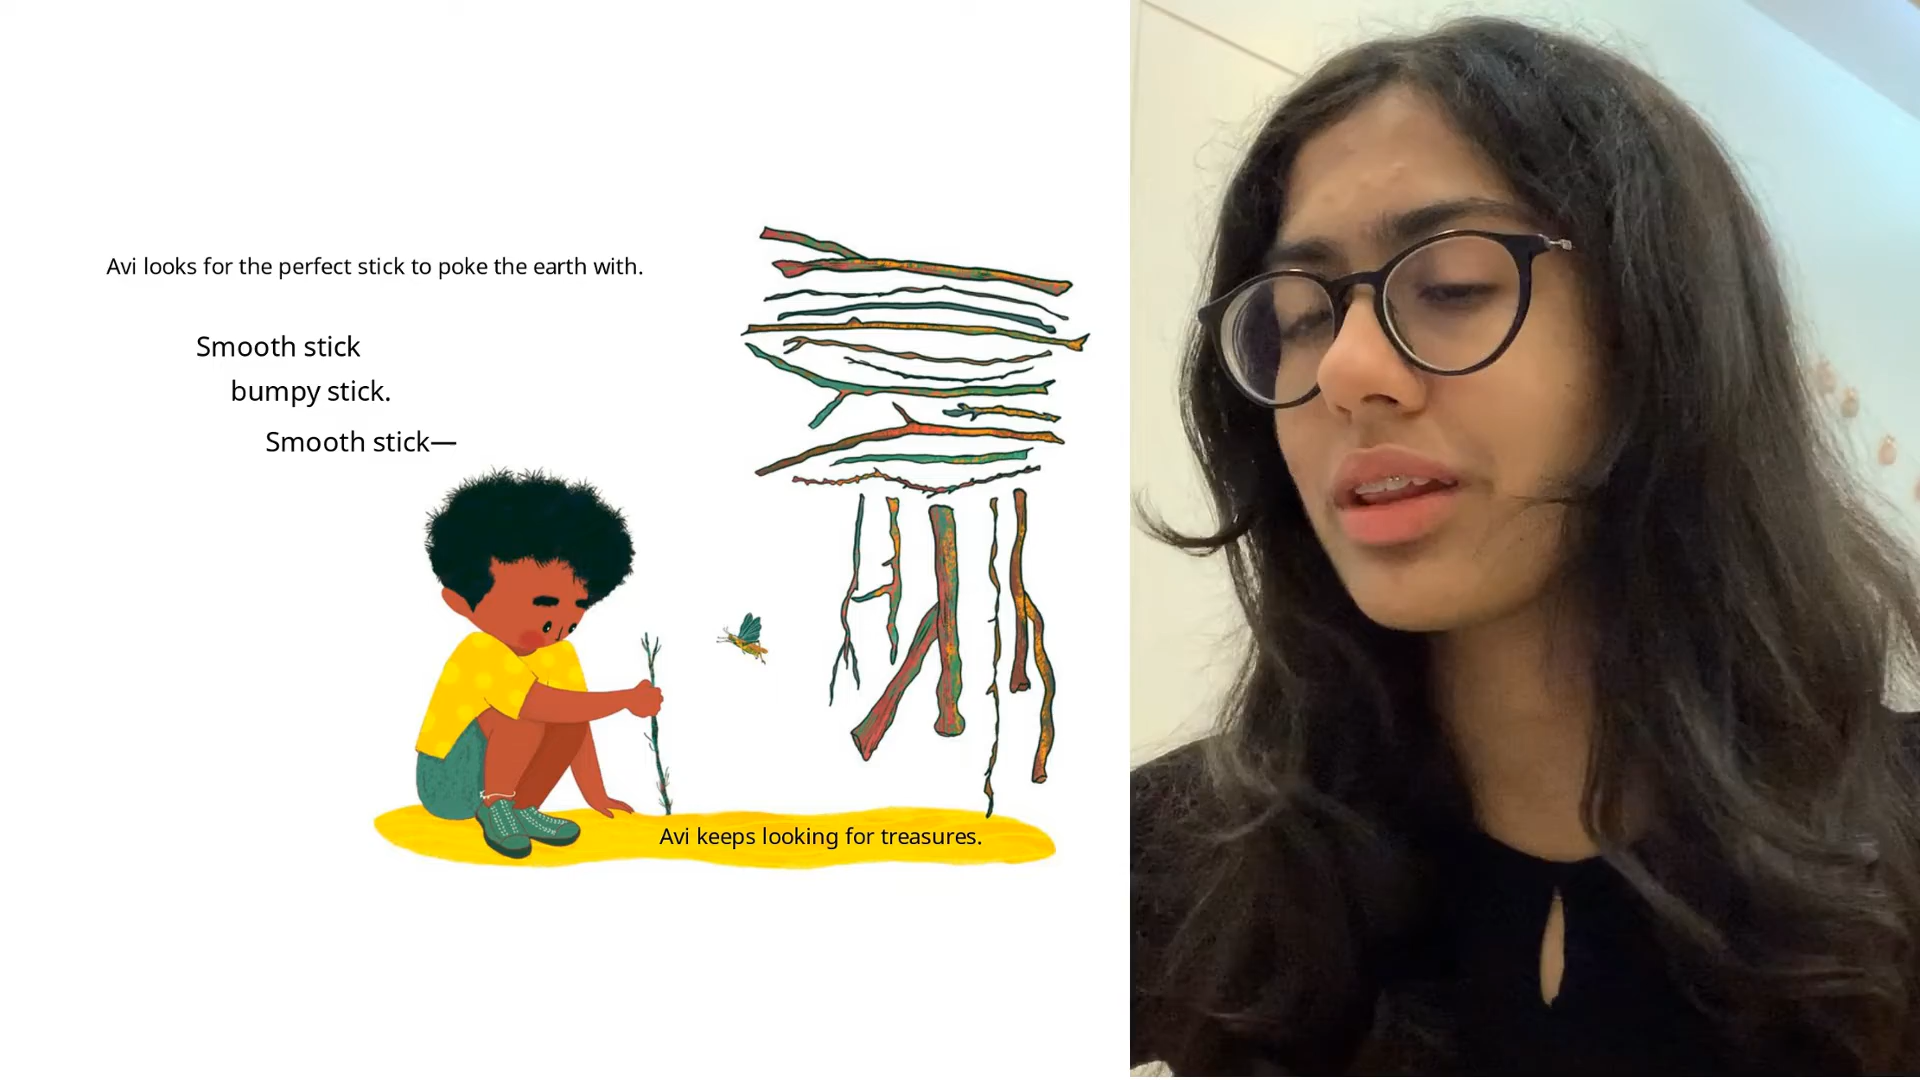 Avi looks for the perfect stick to poke the earth with.
Smooth stick
bumpy stick.
Smooth stick—
Avi keeps looking for treasures.